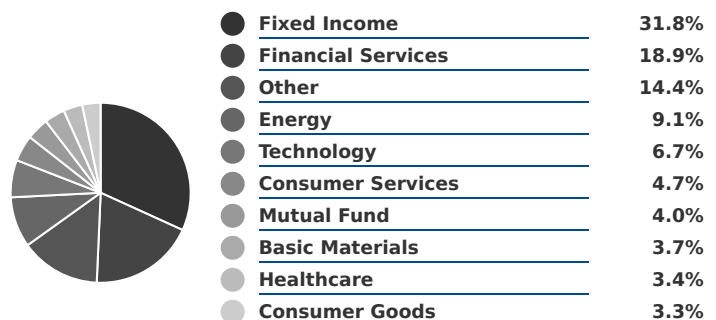 Fixed Income 31.8%
Financial Services 18.9%
Other 14.4%
Energy 9.1%
Technology 6.7%
Consumer Services 4.7%
Mutual Fund 4.0%
Basic Materials 3.7%
Healthcare 3.4%
Consumer Goods 3.3%